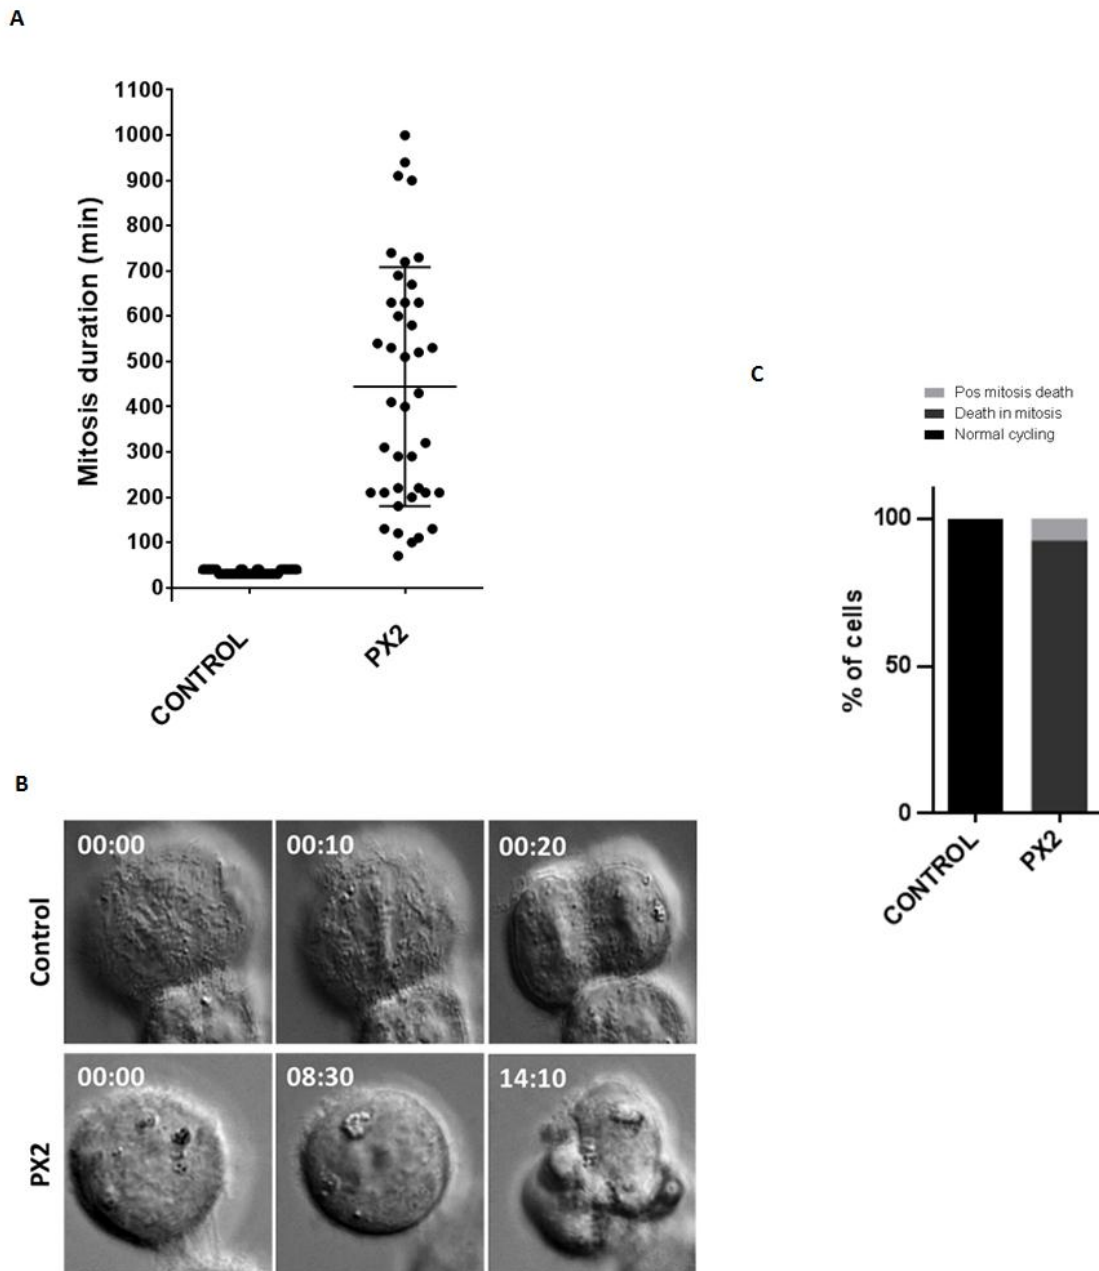 A
1100
1000
900
800
700
600
500
400
300
200
100
0
Mitosis duration (min)
CONTROL
PX2
C
Pos mitosis death
Death in mitosis
Normal cycling
100
50
0
% of cells
CONTROL
PX2
B
Control
00:00
00:10
00:20
PX2
00:00
08:30
14:10